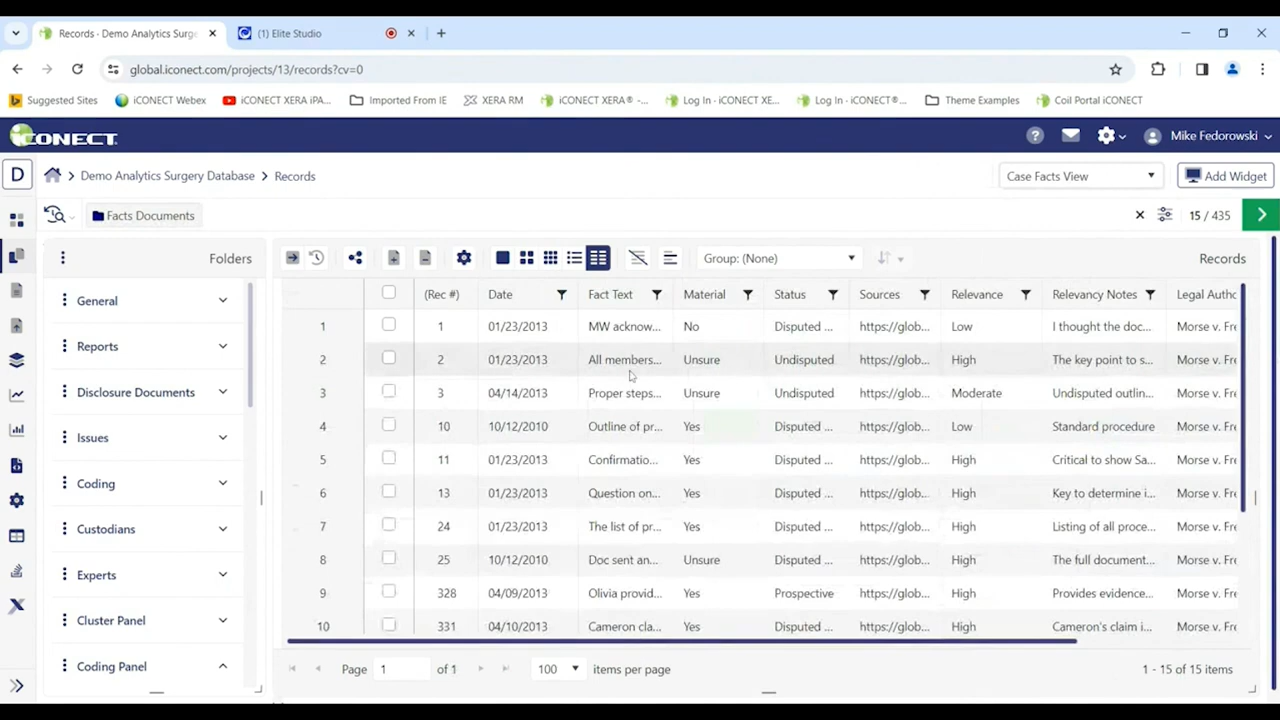 Records - Demo Analytics Surge
(1) Elite Studio
global.iconect.com/projects/13/records?cv=0
Suggested Sites iCONECT Webex iCONECT XERA iPA... Imported From IE XERA RM iCONECT XERA® -... Log In - iCONECT XE... Log In - iCONECT®... Theme Examples Coil Portal iCONECT
iCONECT
Mike Fedorowski
D Demo Analytics Surgery Database > Records Case Facts View Add Widget
Facts Documents 15 / 435
Folders Group: (None) Records
General
Reports
Disclosure Documents
Issues
Coding
Custodians
Experts
Cluster Panel
Coding Panel
(Rec #) Date Fact Text Material Status Sources Relevance Relevancy Notes Legal Autho
1 1 01/23/2013 MW acknow... No Disputed ... https://glob... Low I thought the doc... Morse v. Fre
2 2 01/23/2013 All members... Unsure Undisputed https://glob... High The key point to s... Morse v. Fre
3 3 04/14/2013 Proper steps... Unsure Undisputed https://glob... Moderate Undisputed outlin... Morse v. Fre
4 10 10/12/2010 Outline of pr... Yes Disputed ... https://glob... Low Standard procedure Morse v. Fre
5 11 01/23/2013 Confirmatio... Yes Disputed ... https://glob... High Critical to show Sa... Morse v. Fre
6 13 01/23/2013 Question on... Yes Disputed ... https://glob... High Key to determine i... Morse v. Fre
7 24 01/23/2013 The list of pr... Yes Disputed ... https://glob... High Listing of all proce... Morse v. Fre
8 25 10/12/2010 Doc sent an... Unsure Disputed ... https://glob... High The full document... Morse v. Fre
9 328 04/09/2013 Olivia provid... Yes Prospective https://glob... High Provides evidence... Morse v. Fre
10 331 04/10/2013 Cameron cla... Yes Disputed ... https://glob... High Cameron's claim i... Morse v. Fre
Page 1 of 1 100 items per page 1 - 15 of 15 items